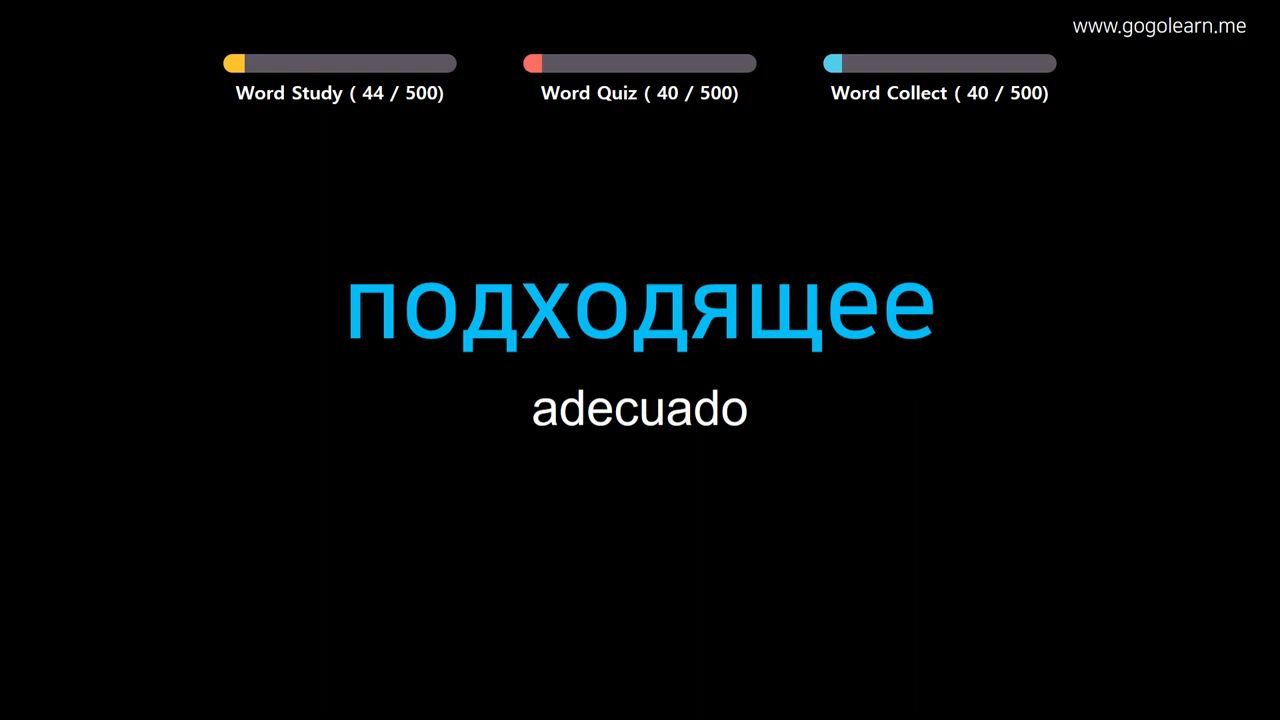 www.gogolearn.me
Word Study ( 44 / 500)
Word Quiz ( 40 / 500)
Word Collect ( 40 / 500)
подходящее
adecuado